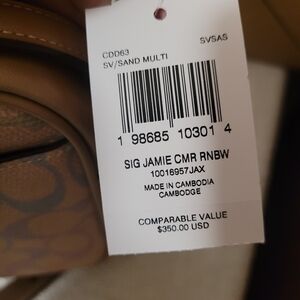 CDD63 SVSAS
SV/SAND MULTI
1 98685 10301 4
SIG JAMIE CMR RNBW
10016957JAX
MADE IN CAMBODIA
CAMBODGE
COMPARABLE VALUE
$350.00 USD